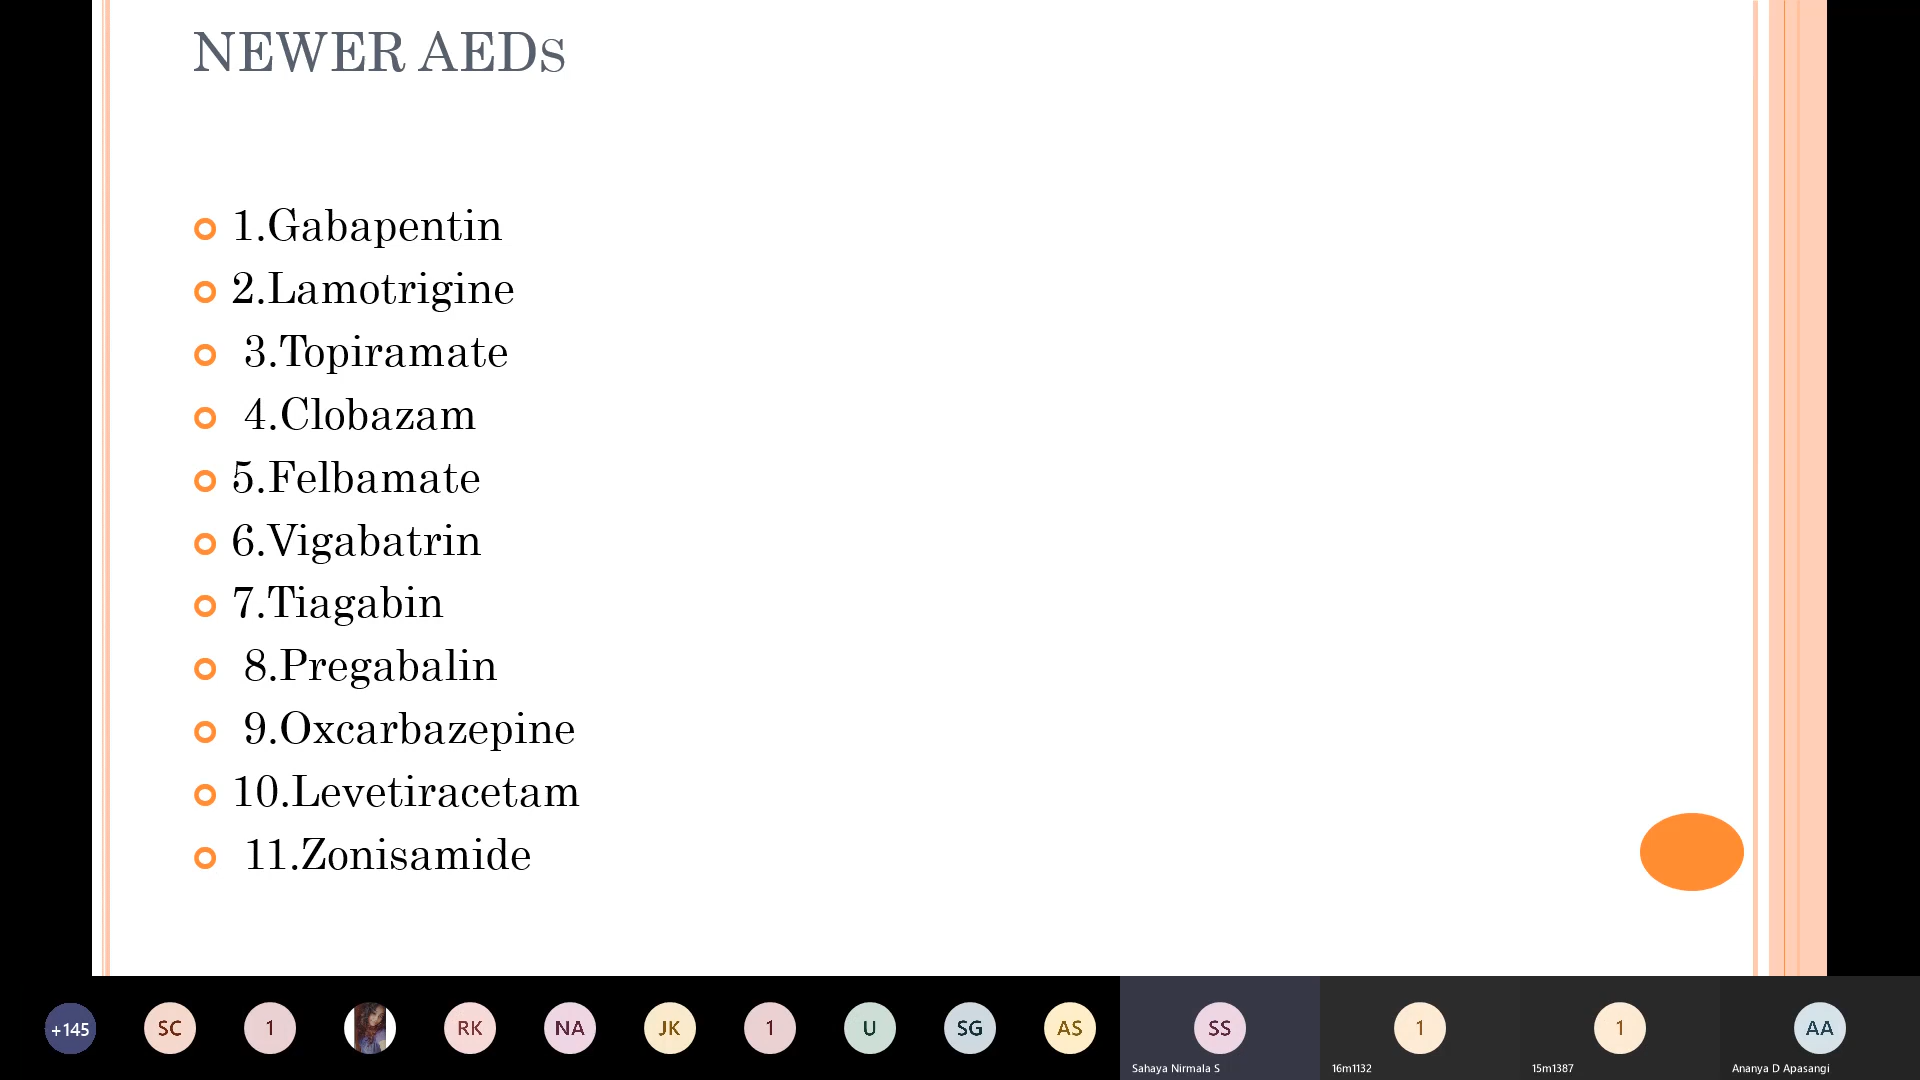 NEWER AEDS
1.Gabapentin
2.Lamotrigine
3.Topiramate
4.Clobazam
5.Felbamate
6.Vigabatrin
7.Tiagabin
8.Pregabalin
9.Oxcarbazepine
10.Levetiracetam
11.Zonisamide
+145 SC 1 RK NA JK 1 U SG AS SS 1 1 AA
Sahaya Nirmala S 16m1132 15m1387 Ananya D Apasangi